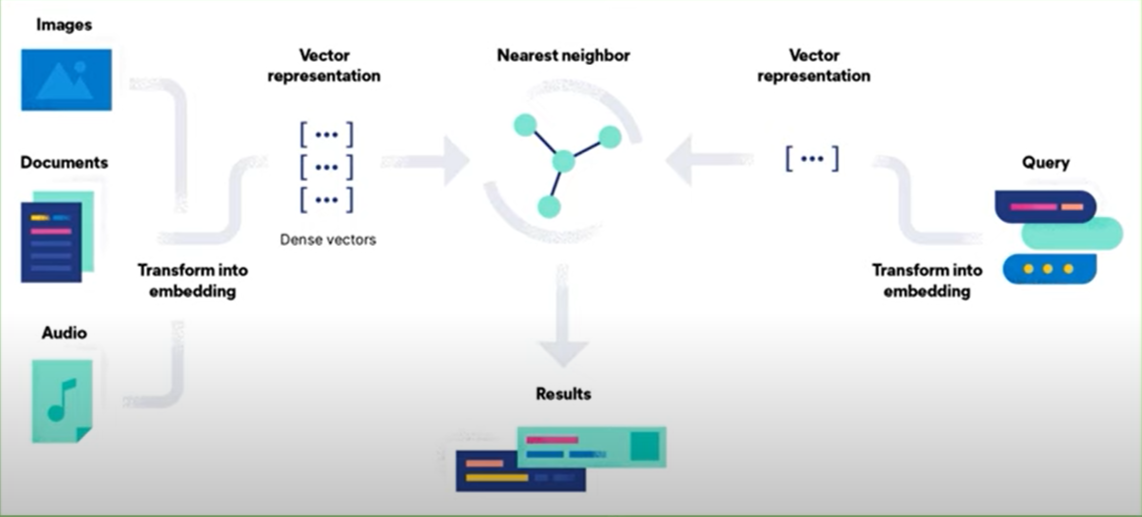 Images
Vector
representation
Nearest neighbor
Vector
representation
Documents
Query
[•••]
[•••]
[•••]
[•••]
Dense vectors
Transform into
embedding
Transform into
embedding
Audio
Results